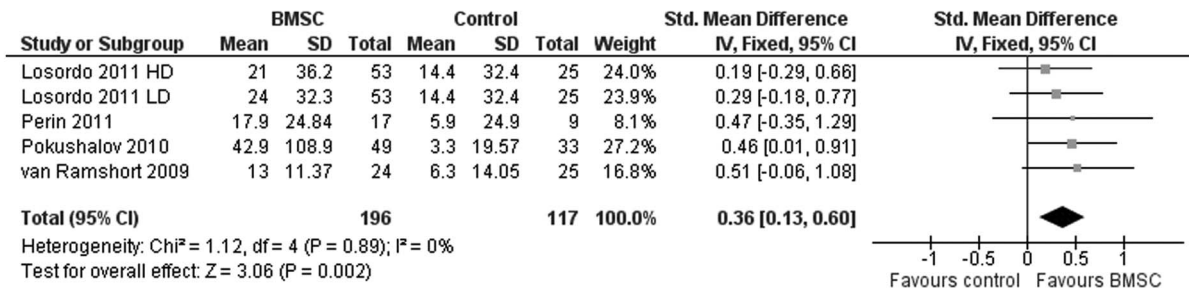 BMSC Control Std. Mean Difference Std. Mean Difference
Study or Subgroup Mean SD Total Mean SD Total Weight IV, Fixed, 95% CI IV, Fixed, 95% CI
Losordo 2011 HD 21 36.2 53 14.4 32.4 25 24.0% 0.19 [-0.29, 0.66]
Losordo 2011 LD 24 32.3 53 14.4 32.4 25 23.9% 0.29 [-0.18, 0.77]
Perin 2011 17.9 24.84 17 5.9 24.9 9 8.1% 0.47 [-0.35, 1.29]
Pokushalov 2010 42.9 108.9 49 3.3 19.57 33 27.2% 0.46 [0.01, 0.91]
van Ramshort 2009 13 11.37 24 6.3 14.05 25 16.8% 0.51 [-0.06, 1.08]
Total (95% CI) 196 117 100.0% 0.36 [0.13, 0.60]
Heterogeneity: Chi² = 1.12, df = 4 (P = 0.89); I² = 0%
Test for overall effect: Z = 3.06 (P = 0.002)
-1 -0.5 0 0.5 1
Favours control Favours BMSC